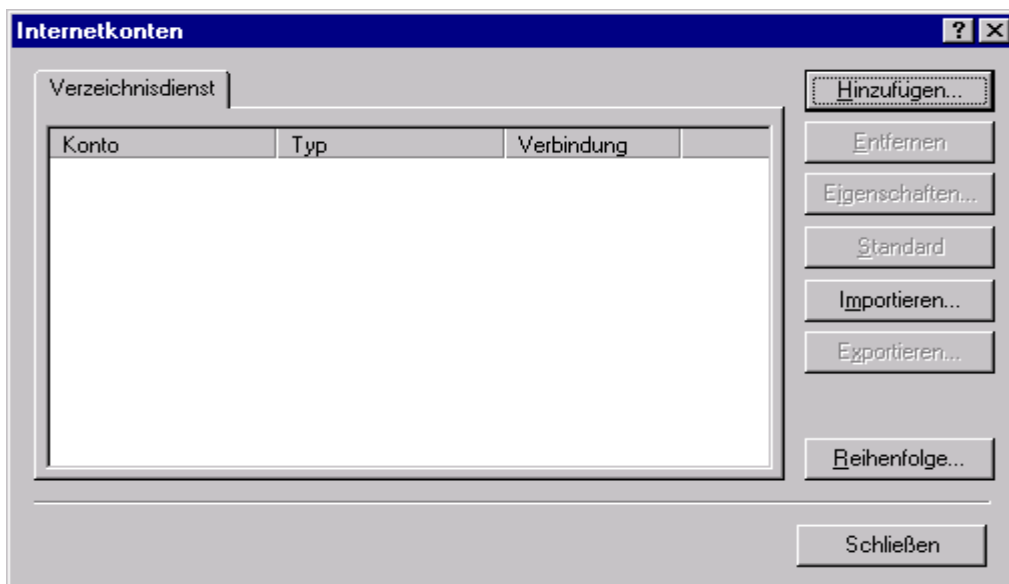 Internetkonten
Verzeichnisdienst
Hinzufügen...
Konto Typ Verbindung
Entfernen
Eigenschaften...
Standard
Importieren...
Exportieren...
Reihenfolge...
Schließen